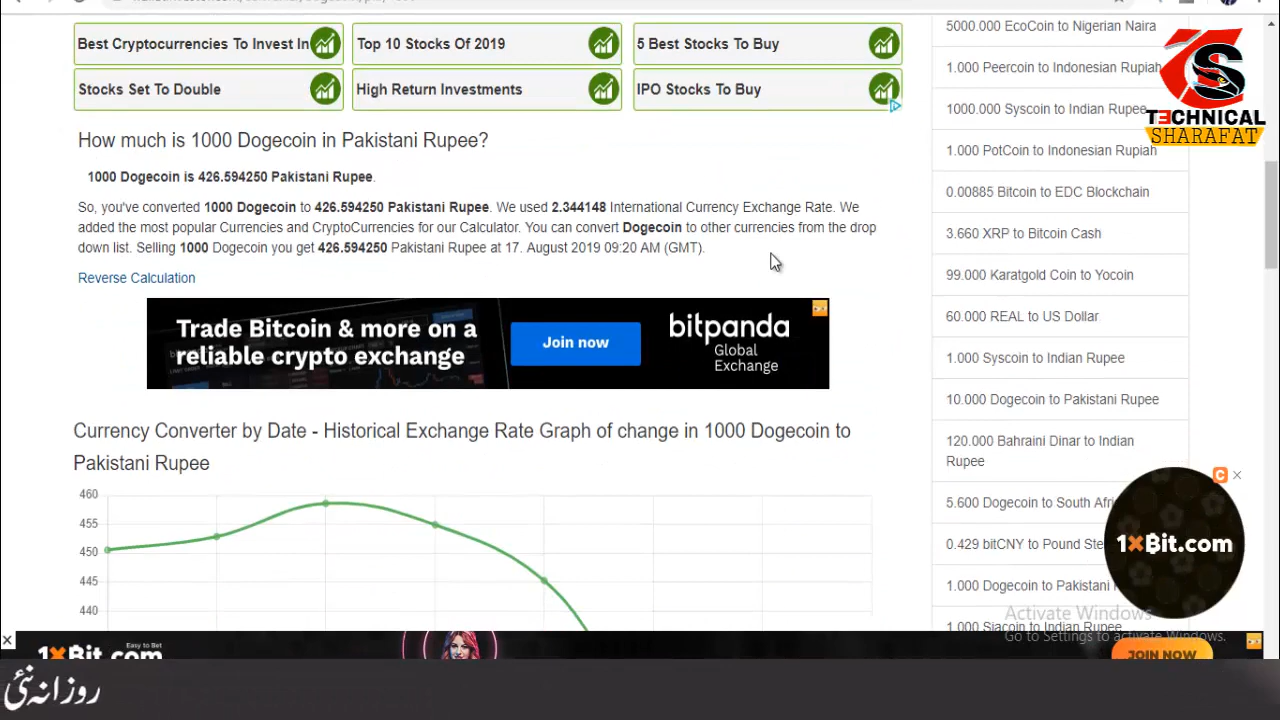 Best Cryptocurrencies To Invest In
Top 10 Stocks Of 2019
5 Best Stocks To Buy
Stocks Set To Double
High Return Investments
IPO Stocks To Buy
How much is 1000 Dogecoin in Pakistani Rupee?
1000 Dogecoin is 426.594250 Pakistani Rupee.
So, you've converted 1000 Dogecoin to 426.594250 Pakistani Rupee. We used 2.344148 International Currency Exchange Rate. We
added the most popular Currencies and CryptoCurrencies for our Calculator. You can convert Dogecoin to other currencies from the drop
down list. Selling 1000 Dogecoin you get 426.594250 Pakistani Rupee at 17. August 2019 09:20 AM (GMT).
Reverse Calculation
Trade Bitcoin & more on a
reliable crypto exchange
Join now
bitpanda
Global
Exchange
Currency Converter by Date - Historical Exchange Rate Graph of change in 1000 Dogecoin to
Pakistani Rupee
460
455
450
445
440
5000.000 EcoCoin to Nigerian Naira
1.000 Peercoin to Indonesian Rupiah
1000.000 Syscoin to Indian Rupee
1.000 PotCoin to Indonesian Rupiah
0.00885 Bitcoin to EDC Blockchain
3.660 XRP to Bitcoin Cash
99.000 Karatgold Coin to Yocoin
60.000 REAL to US Dollar
1.000 Syscoin to Indian Rupee
10.000 Dogecoin to Pakistani Rupee
120.000 Bahraini Dinar to Indian
Rupee
5.600 Dogecoin to South
0.429 bitCNY to Pound
1.000 Dogecoin to Pakistani
1.000 Siacoin to Indian Rupee
TECHNICAL
SHARAFAT
1xBit.com
Activate Windows
Go to Settings to activate Windows.
Easy to Bet
1xBit.com
JOIN NOW
روزانہ نئی